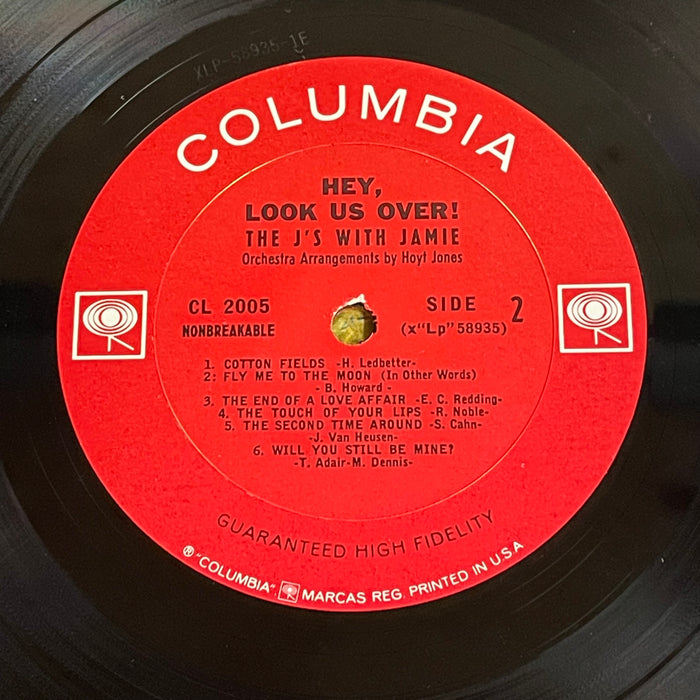 XLP-58935-1E
COLUMBIA
HEY,
LOOK US OVER!
THE J'S WITH JAMIE
Orchestra Arrangements by Hoyt Jones
CL 2005
NONBREAKABLE
SIDE 2
(x"Lp"58935)
1. COTTON FIELDS -H. Ledbetter-
2: FLY ME TO THE MOON (In Other Words)
-B. Howard-
3. THE END OF A LOVE AFFAIR -E. C. Redding-
4. THE TOUCH OF YOUR LIPS -R. Noble-
5. THE SECOND TIME AROUND -S. Cahn-
-J. Van Heusen-
6. WILL YOU STILL BE MINE?
-T. Adair-M. Dennis-
GUARANTEED HIGH FIDELITY
® "COLUMBIA", MARCAS REG. PRINTED IN U.S.A.